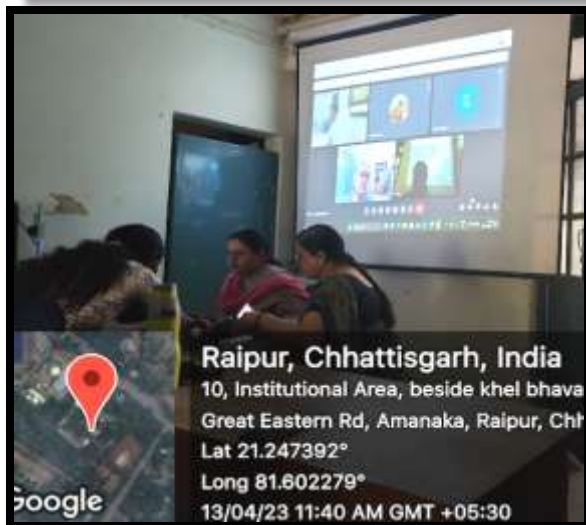 Raipur, Chhattisgarh, India
10, Institutional Area, beside khel bhava
Great Eastern Rd, Amanaka, Raipur, Chh
Lat 21.247392°
Long 81.602279°
Google
13/04/23 11:40 AM GMT +05:30